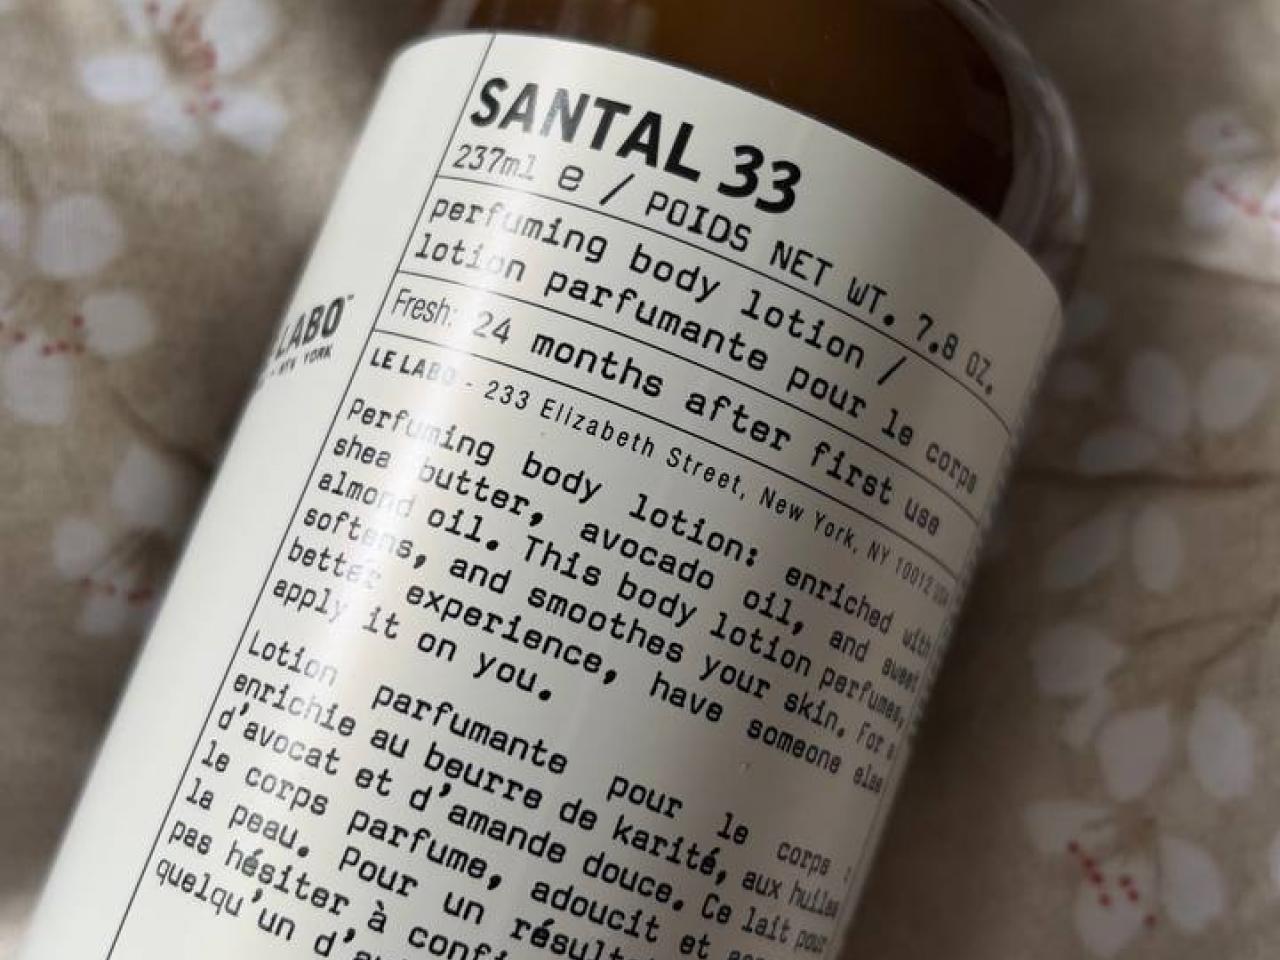 SANTAL 33
237ml e / POIDS NET WT. 7.8 OZ.
perfuming body lotion /
lotion parfumante pour le corps
Fresh: 24 months after first use
LE LABO - 233 Elizabeth Street, New York, NY 10012 USA
LABO
NEW YORK
Perfuming body lotion: enriched with
shea butter, avocado oil, and sweet
almond oil. This body lotion perfumes,
softens, and smoothes your skin. For a
better experience, have someone else
apply it on you.
Lotion parfumante pour le corps :
enrichie au beurre de karité, aux huiles
d'avocat et d'amande douce. Ce lait pour
le corps parfume, adoucit et
la peau. Pour un
pas hésiter à
quelqu'un